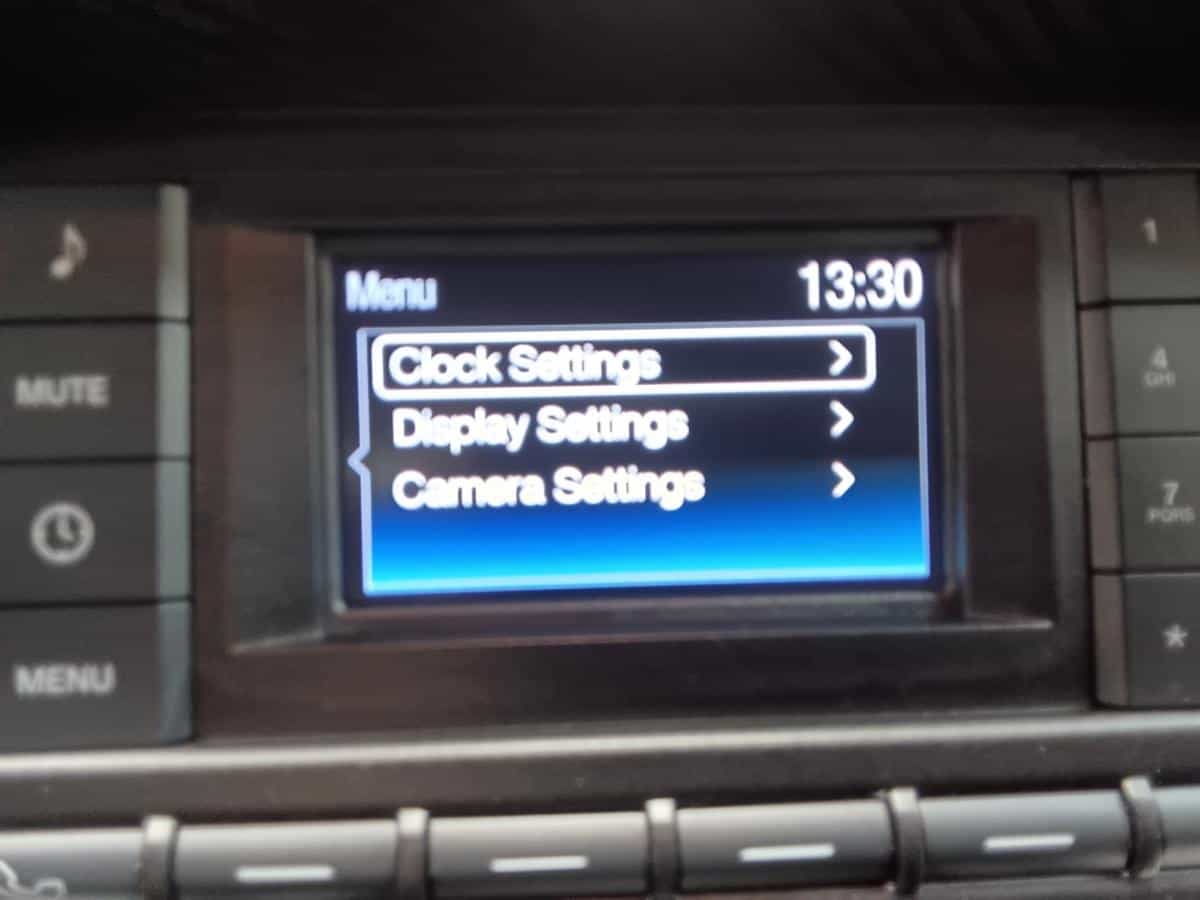 Menu 13:30
Clock Settings
Display Settings
Camera Settings
MUTE
MENU
1
4
GHI
7
PQRS
*